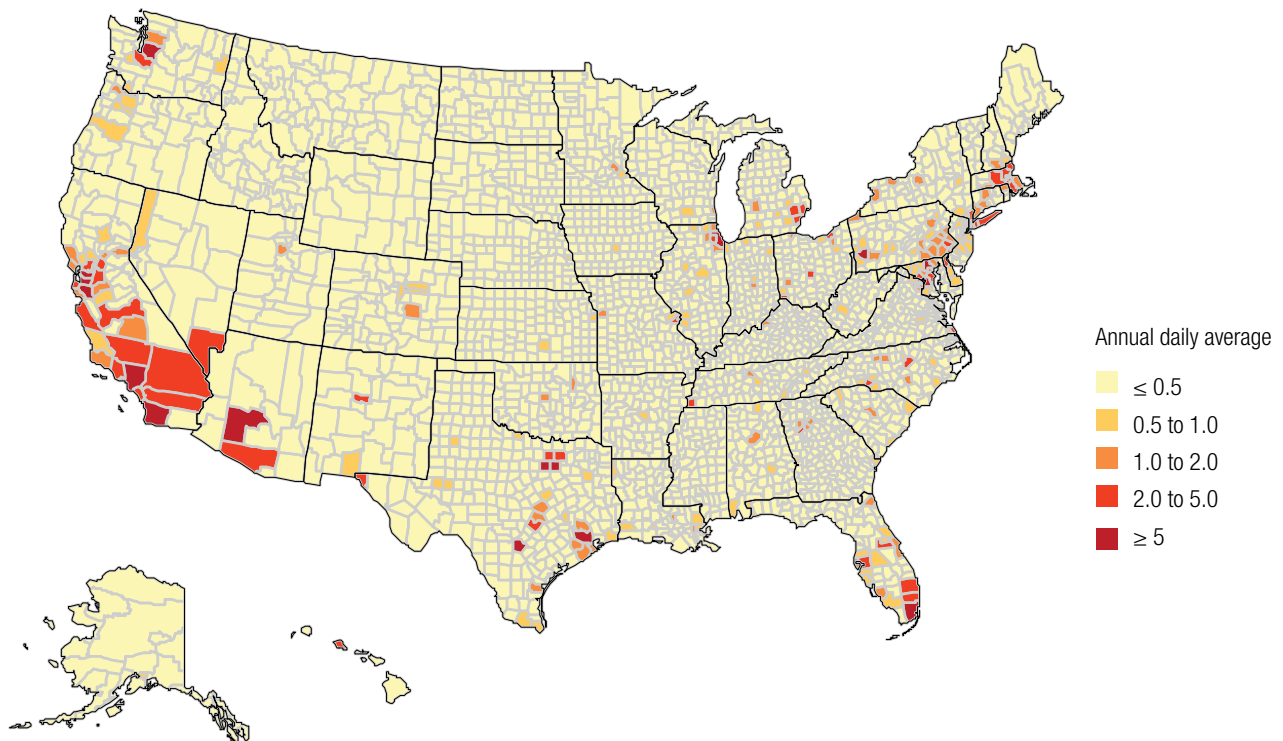 Annual daily average
≤ 0.5
0.5 to 1.0
1.0 to 2.0
2.0 to 5.0
≥ 5